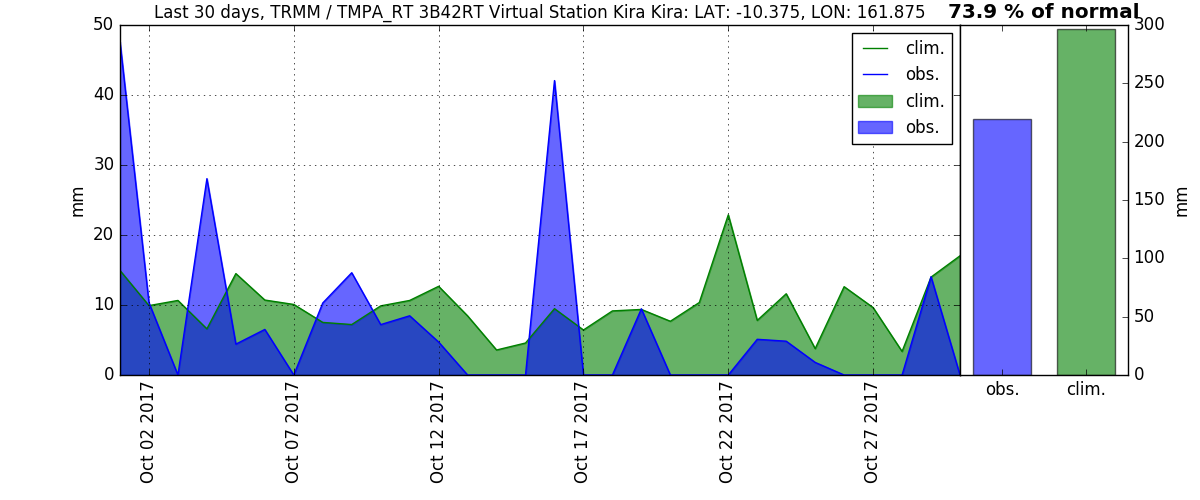 Last 30 days, TRMM / TMPA_RT 3B42RT Virtual Station Kira Kira: LAT: -10.375, LON: 161.875
73.9 % of normal
50
40
30
20
10
0
mm
clim.
obs.
clim.
obs.
300
250
200
150
100
50
0
mm
obs.
clim.
Oct 02 2017
Oct 07 2017
Oct 12 2017
Oct 17 2017
Oct 22 2017
Oct 27 2017